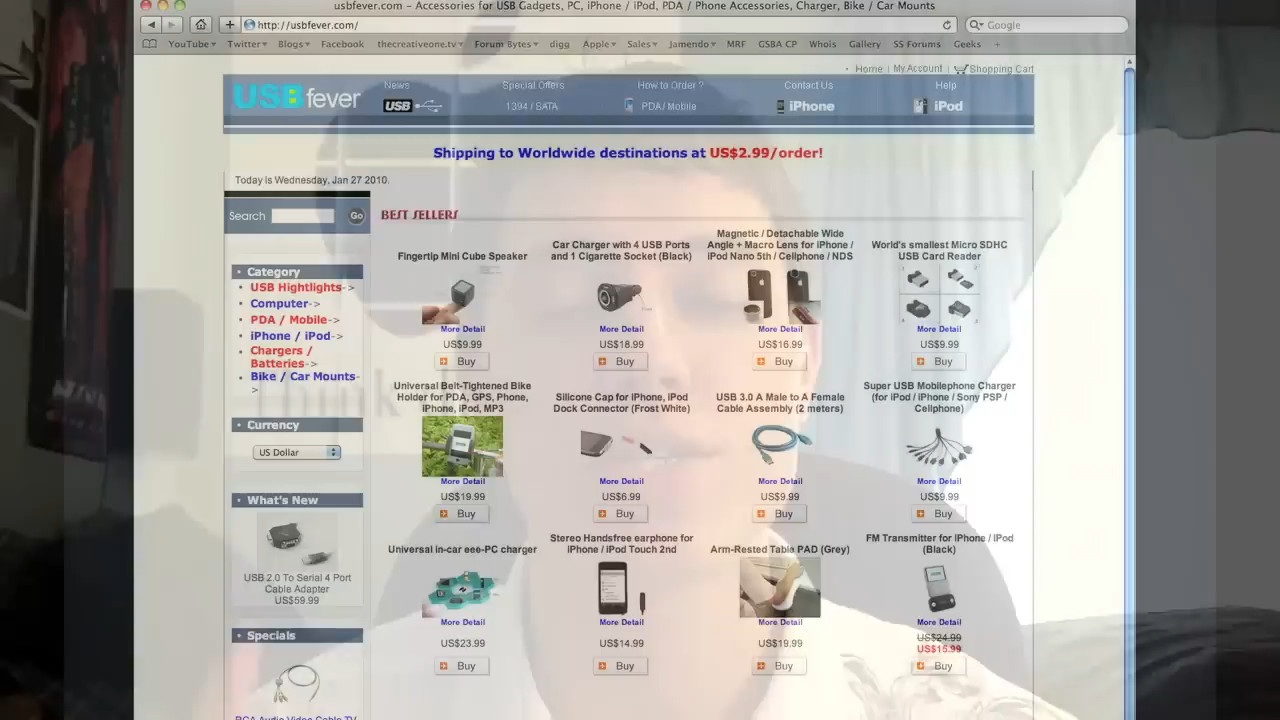 usbfever.com – Accessories for USB Gadgets, PC, iPhone / iPod, PDA / Phone Accessories, Charger, Bike / Car Mounts
http://usbfever.com/
Google
YouTube Twitter Blogs Facebook thecreativeone.tv Forum Bytes digg Apple Sales Jamendo MRF GSBA CP Whois Gallery SS Forums Geeks +
Home | My Account | Shopping Cart
USBfever
News Special Offers How to Order ? Contact Us Help
USB 1394 / SATA PDA/ Mobile iPhone iPod
Shipping to Worldwide destinations at US$2.99/order!
Today is Wednesday, Jan 27 2010.
Search Go
Category
USB Hightlights->
Computer->
PDA / Mobile->
iPhone / iPod->
Chargers /
Batteries->
Bike / Car Mounts-
>
Currency
US Dollar
What's New
USB 2.0 To Serial 4 Port
Cable Adapter
US$59.99
Specials
RCA Audio Video Cable TV
BEST SELLERS
Fingertip Mini Cube Speaker
More Detail
US$9.99
Buy
Car Charger with 4 USB Ports
and 1 Cigarette Socket (Black)
More Detail
US$18.99
Buy
Magnetic / Detachable Wide
Angle + Macro Lens for iPhone /
iPod Nano 5th / Cellphone / NDS
More Detail
US$16.99
Buy
World's smallest Micro SDHC
USB Card Reader
More Detail
US$9.99
Buy
Universal Belt-Tightened Bike
Holder for PDA, GPS, Phone,
iPhone, iPod, MP3
More Detail
US$19.99
Buy
Silicone Cap for iPhone, iPod
Dock Connector (Frost White)
More Detail
US$6.99
Buy
USB 3.0 A Male to A Female
Cable Assembly (2 meters)
More Detail
US$9.99
Buy
Super USB Mobilephone Charger
(for iPod / iPhone / Sony PSP /
Cellphone)
More Detail
US$9.99
Buy
Universal in-car eee-PC charger
More Detail
US$23.99
Buy
Stereo Handsfree earphone for
iPhone / iPod Touch 2nd
More Detail
US$14.99
Buy
Arm-Rested Table PAD (Grey)
More Detail
US$19.99
Buy
FM Transmitter for iPhone / iPod
(Black)
More Detail
US$24.99
US$15.99
Buy